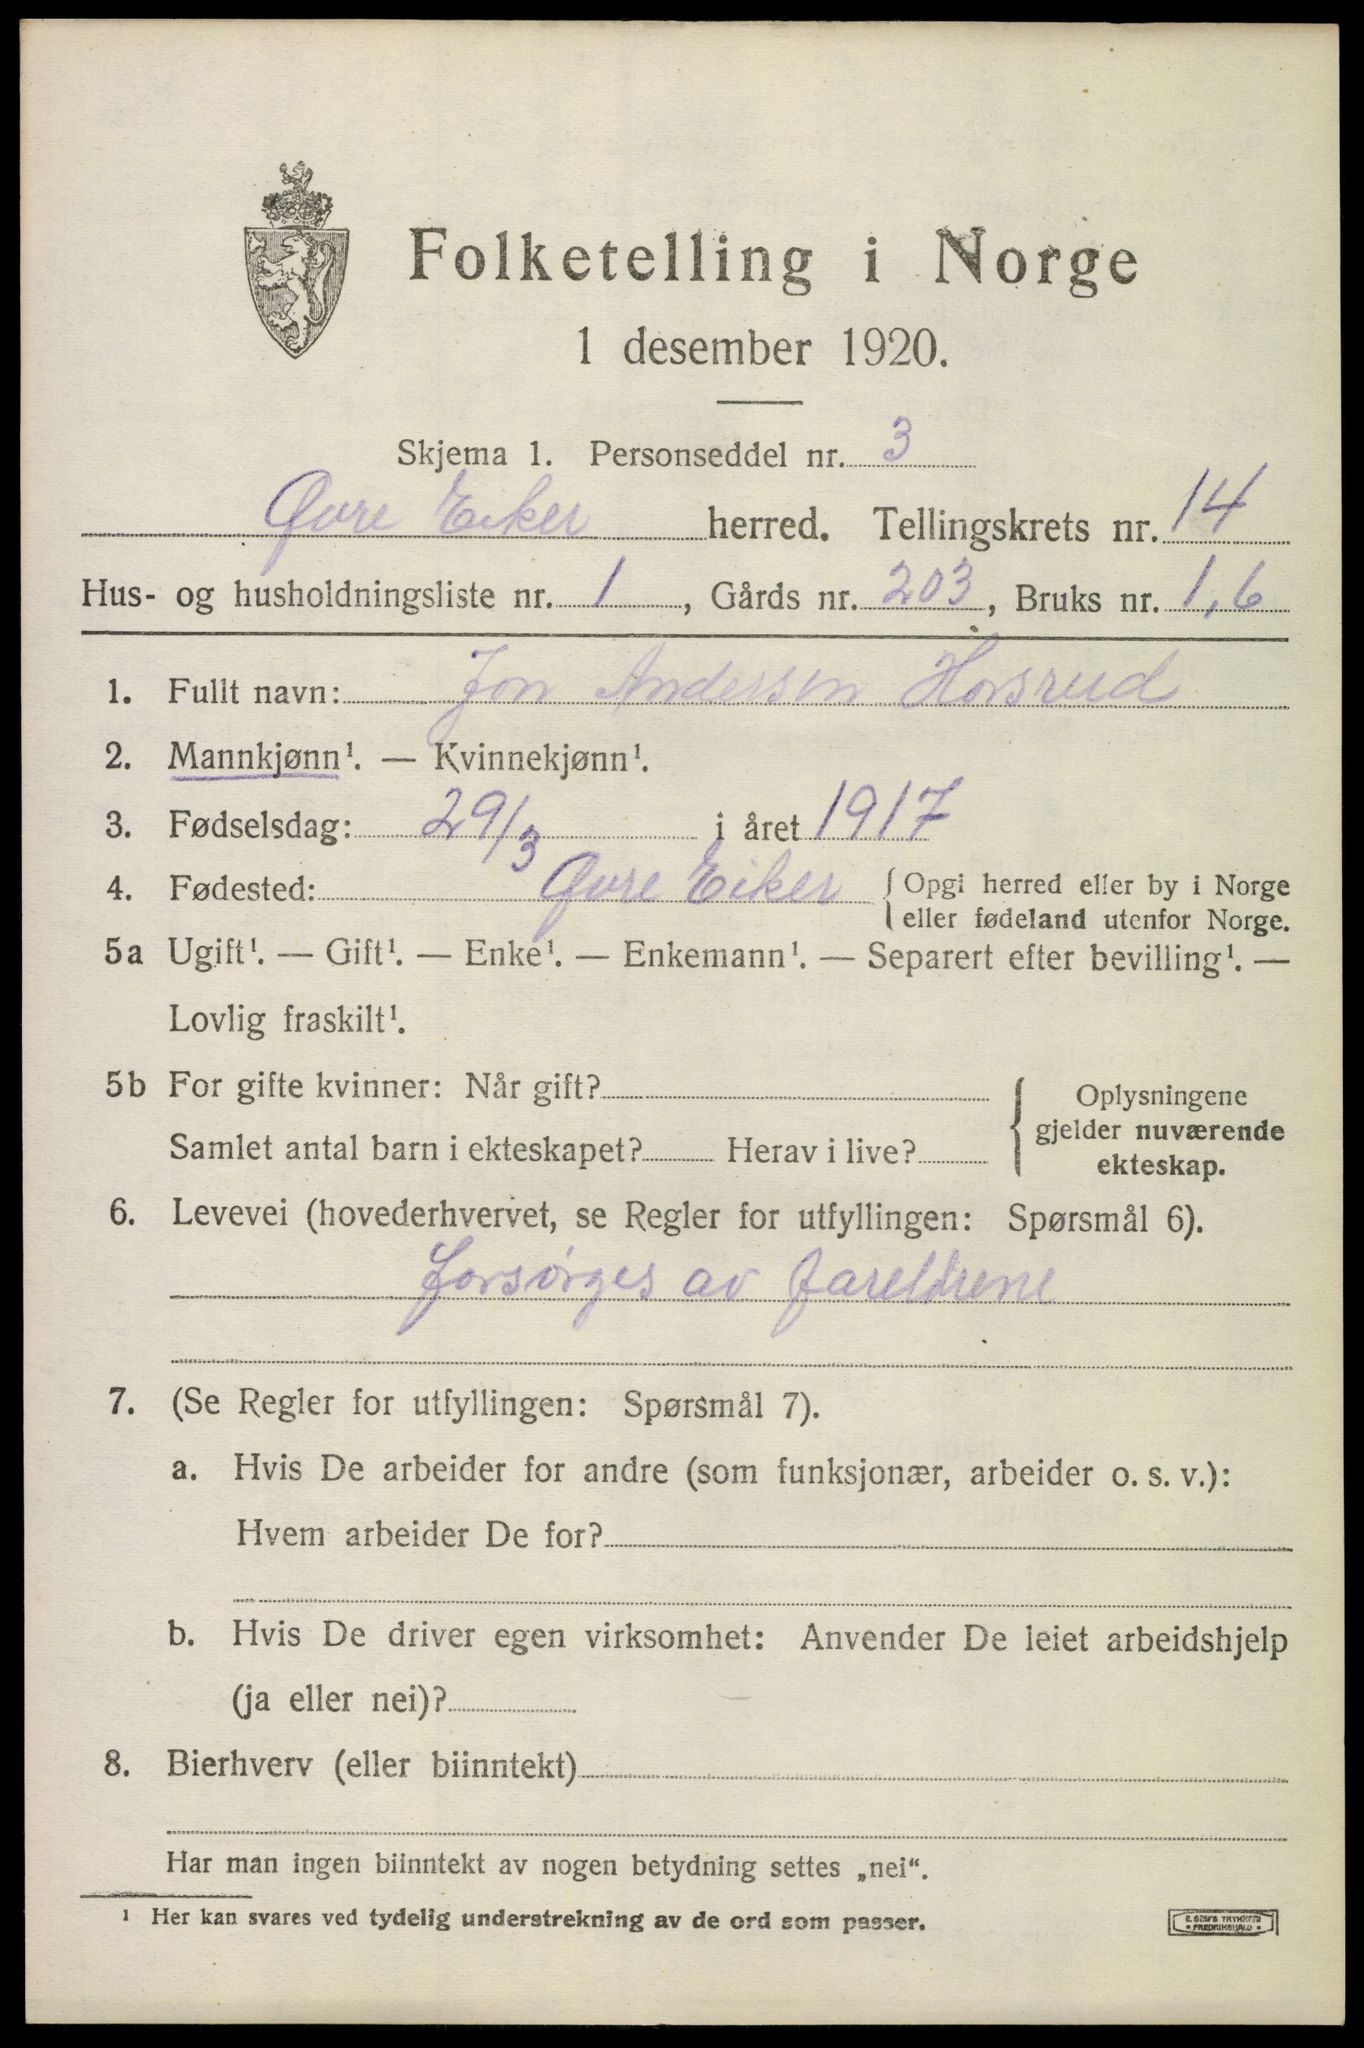 Folketelling i Norge
1 desember 1920.
Skjema 1. Personseddel nr. 3
Øvre Eiker herred. Tellingskrets nr. 14
Hus- og husholdningsliste nr. 1, Gårds nr. 203, Bruks nr. 1,6
1. Fullt navn: Jon Andersen Horsrud
2. Mannkjønn¹. — Kvinnekjønn¹.
3. Fødselsdag: 29/3 i året 1917
4. Fødested: Øvre Eiker { Opgi herred eller by i Norge
eller fødeland utenfor Norge.
5a Ugift¹. — Gift¹. — Enke¹. — Enkemann¹. — Separert efter bevilling¹. —
Lovlig fraskilt¹.
5b For gifte kvinner: Når gift?
Samlet antal barn i ekteskapet? Herav i live?
{ Oplysningene
gjelder nuværende
ekteskap.
6. Levevei (hovederhvervet, se Regler for utfyllingen: Spørsmål 6).
forsørges av foreldrene
7. (Se Regler for utfyllingen: Spørsmål 7).
a. Hvis De arbeider for andre (som funksjonær, arbeider o. s. v.):
Hvem arbeider De for?
b. Hvis De driver egen virksomhet: Anvender De leiet arbeidshjelp
(ja eller nei)?
8. Bierhverv (eller biinntekt)
Har man ingen biinntekt av nogen betydning settes „nei“.
¹ Her kan svares ved tydelig understrekning av de ord som passer.
E. SEM'S TRYKKERI
FREDRIKSHALD